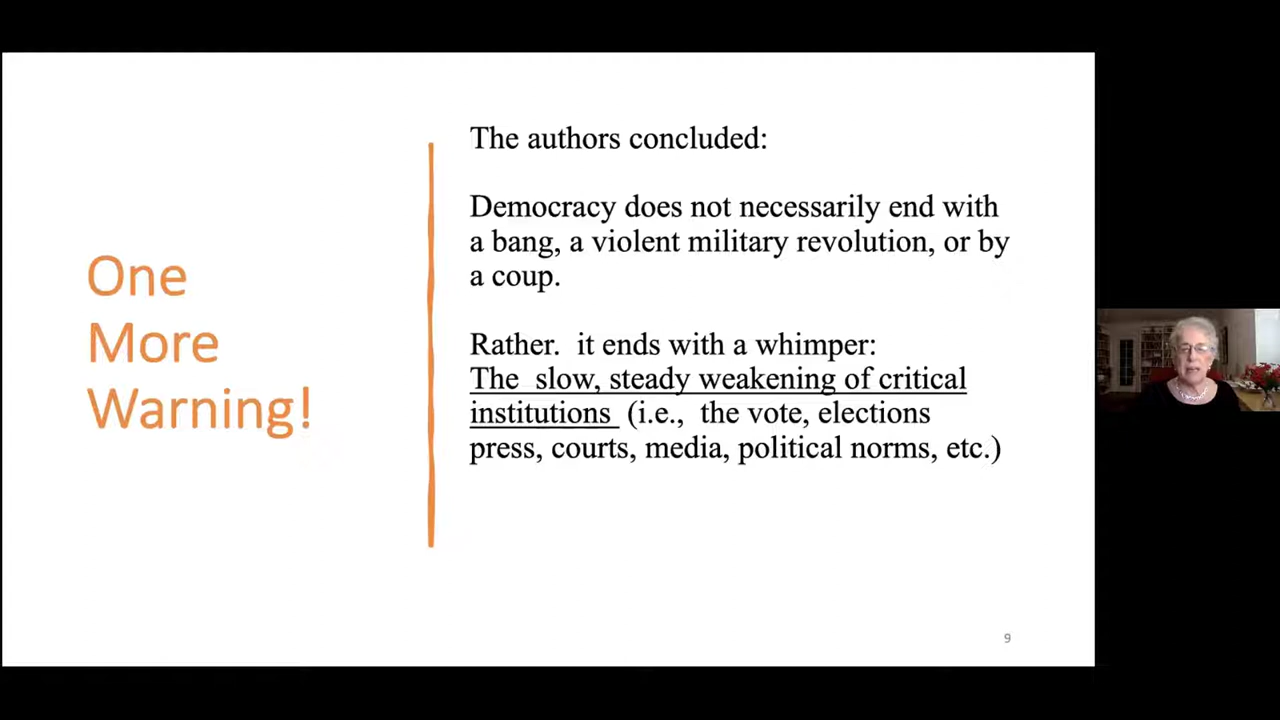 One
More
Warning!
The authors concluded:
Democracy does not necessarily end with
a bang, a violent military revolution, or by
a coup.
Rather.  it ends with a whimper:
The  slow, steady weakening of critical
institutions  (i.e.,  the vote, elections
press, courts, media, political norms, etc.)
9